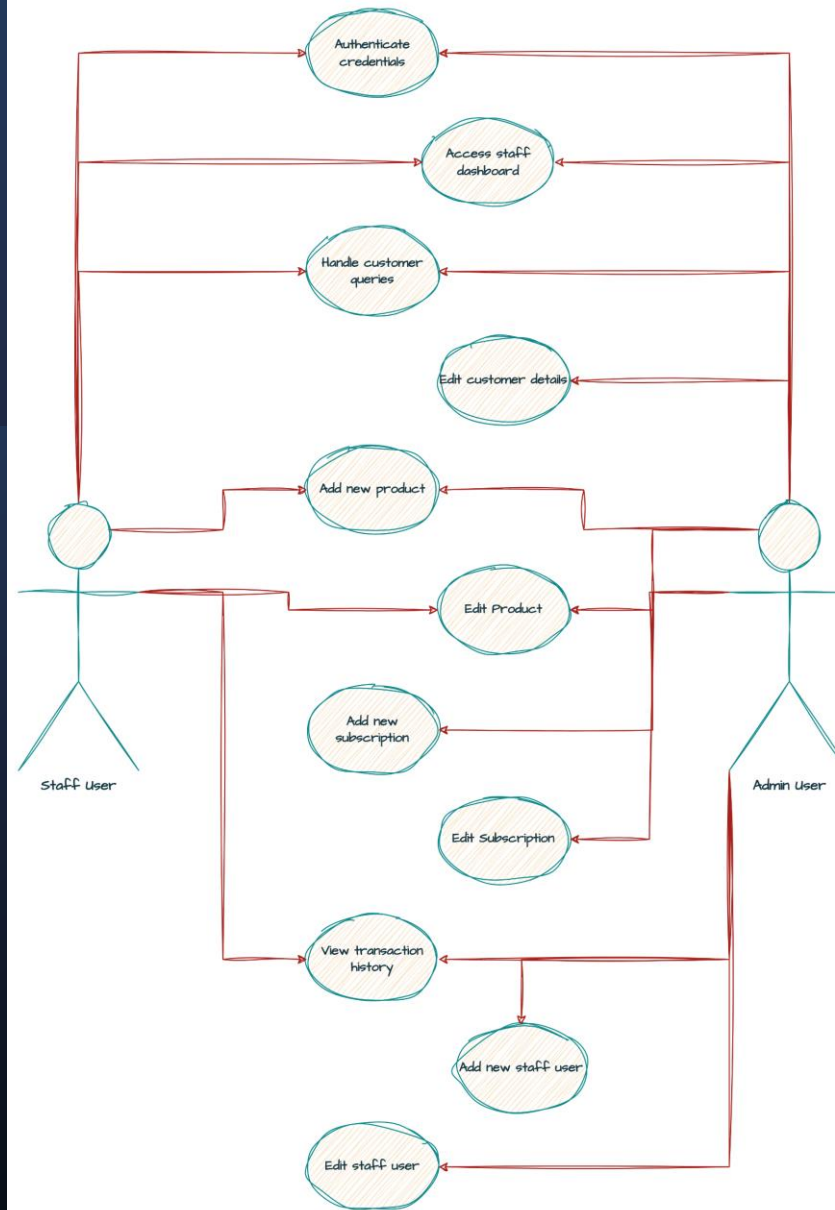 Authenticate
credentials
Access staff
dashboard
Handle customer
queries
Edit customer details
Add new product
Edit Product
Add new
subscription
Staff User
Admin User
Edit Subscription
View transaction
history
Add new staff user
Edit staff user